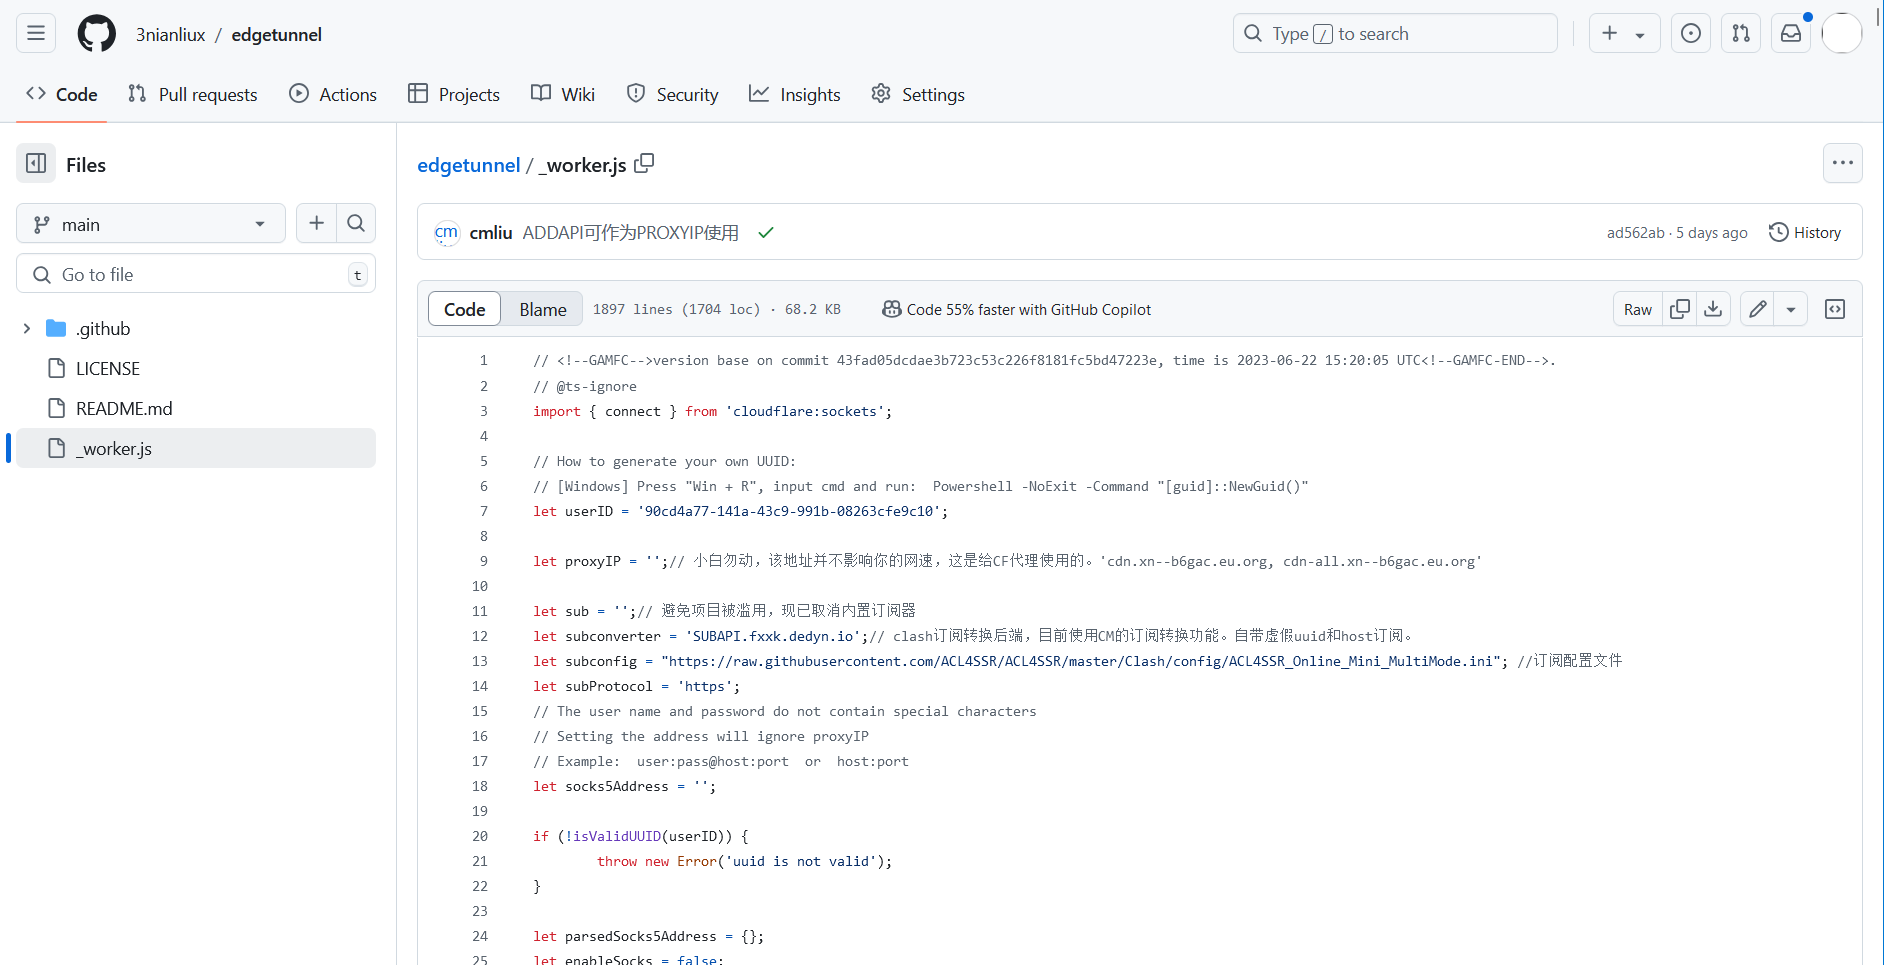 3nianliux / edgetunnel
Type / to search
Code
Pull requests
Actions
Projects
Wiki
Security
Insights
Settings
Files
main
Go to file
t
.github
LICENSE
README.md
_worker.js
edgetunnel / _worker.js
cm cmliu ADDAPI可作为PROXYIP使用
ad562ab · 5 days ago
History
Code
Blame
1897 lines (1704 loc) · 68.2 KB
Code 55% faster with GitHub Copilot
Raw
1 // <!--GAMFC-->version base on commit 43fad05dcdae3b723c53c226f8181fc5bd47223e, time is 2023-06-22 15:20:05 UTC<!--GAMFC-END-->.
2 // @ts-ignore
3 import { connect } from 'cloudflare:sockets';
4
5 // How to generate your own UUID:
6 // [Windows] Press "Win + R", input cmd and run:  Powershell -NoExit -Command "[guid]::NewGuid()"
7 let userID = '90cd4a77-141a-43c9-991b-08263cfe9c10';
8
9 let proxyIP = '';// 小白勿动，该地址并不影响你的网速，这是给CF代理使用的。'cdn.xn--b6gac.eu.org, cdn-all.xn--b6gac.eu.org'
10
11 let sub = '';// 避免项目被滥用，现已取消内置订阅器
12 let subconverter = 'SUBAPI.fxxk.dedyn.io';// clash订阅转换后端，目前使用CM的订阅转换功能。自带虚假uuid和host订阅。
13 let subconfig = "https://raw.githubusercontent.com/ACL4SSR/ACL4SSR/master/Clash/config/ACL4SSR_Online_Mini_MultiMode.ini"; //订阅配置文件
14 let subProtocol = 'https';
15 // The user name and password do not contain special characters
16 // Setting the address will ignore proxyIP
17 // Example:  user:pass@host:port  or  host:port
18 let socks5Address = '';
19
20 if (!isValidUUID(userID)) {
21 throw new Error('uuid is not valid');
22 }
23
24 let parsedSocks5Address = {};
25 let enableSocks = false;